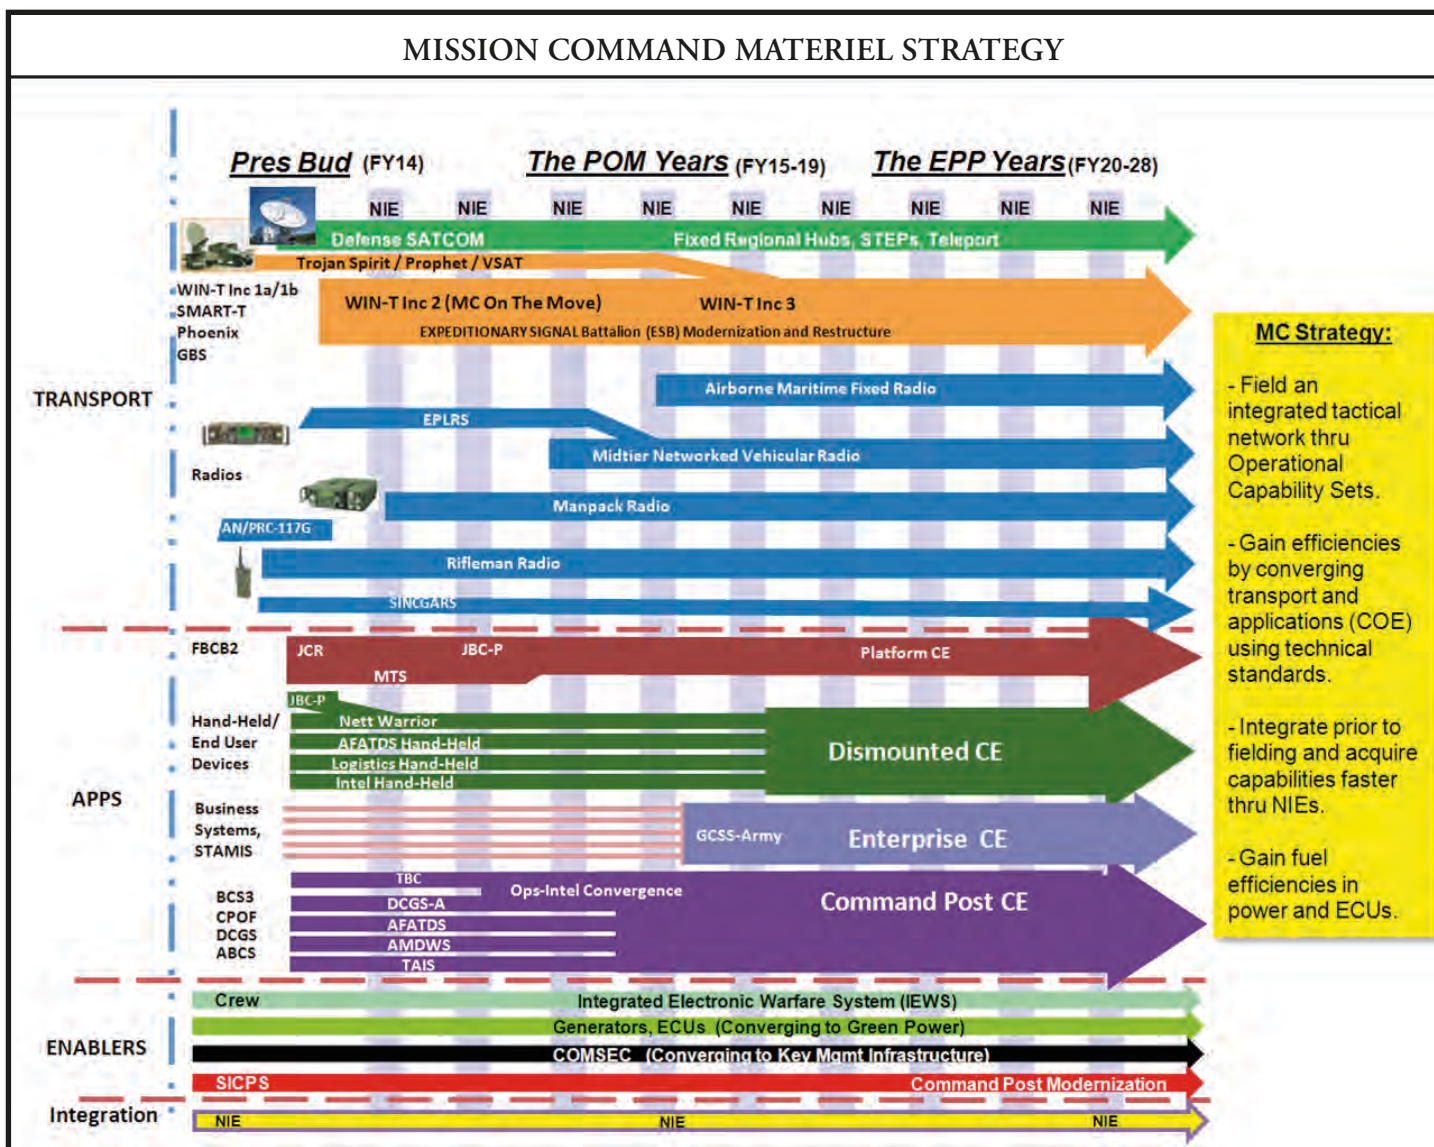 MISSION COMMAND MATERIEL STRATEGY
Pres Bud (FY14)
The POM Years (FY15-19)
The EPP Years (FY20-28)
NIE NIE NIE NIE NIE NIE NIE NIE NIE
Defense SATCOM
Fixed Regional Hubs, STEPs, Teleport
Trojan Spirit / Prophet / VSAT
WIN-T Inc 1a/1b
SMART-T
Phoenix
GBS
WIN-T Inc 2 (MC On The Move)
WIN-T Inc 3
EXPEDITIONARY SIGNAL Battalion (ESB) Modernization and Restructure
TRANSPORT
Airborne Maritime Fixed Radio
EPLRS
Midtier Networked Vehicular Radio
Radios
Manpack Radio
AN/PRC-117G
Rifleman Radio
SINCGARS
FBCB2
JCR
JBC-P
Platform CE
MTS
JBC-P
Hand-Held/
End User
Devices
Nett Warrior
AFATDS Hand-Held
Logistics Hand-Held
Intel Hand-Held
Dismounted CE
APPS
Business
Systems,
STAMIS
GCSS-Army
Enterprise CE
BCS3
CPOF
DCGS
ABCS
TBC
DCGS-A
AFATDS
AMDWS
TAIS
Ops-Intel Convergence
Command Post CE
ENABLERS
Crew
Integrated Electronic Warfare System (IEWS)
Generators, ECUs (Converging to Green Power)
COMSEC (Converging to Key Mgmt Infrastructure)
SICPS
Command Post Modernization
Integration
NIE NIE NIE
MC Strategy:
- Field an
integrated tactical
network thru
Operational
Capability Sets.
- Gain efficiencies
by converging
transport and
applications (COE)
using technical
standards.
- Integrate prior to
fielding and acquire
capabilities faster
thru NIEs.
- Gain fuel
efficiencies in
power and ECUs.